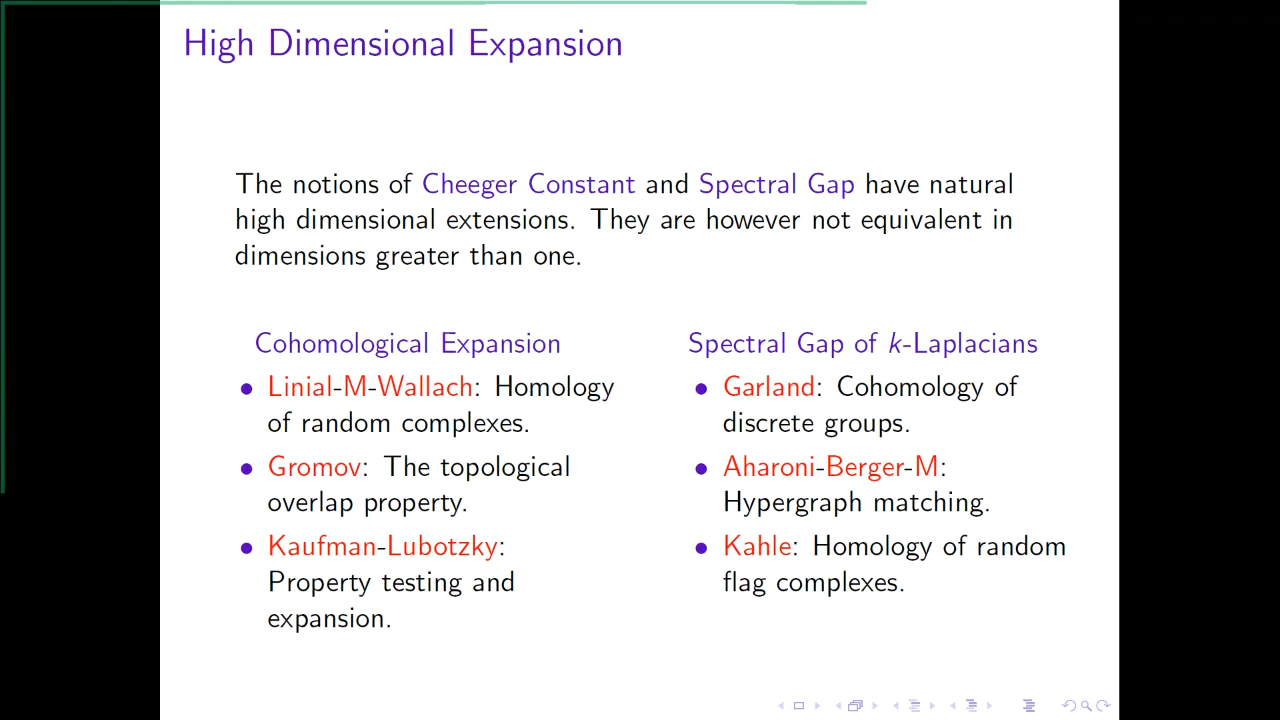 High Dimensional Expansion
The notions of Cheeger Constant and Spectral Gap have natural
high dimensional extensions. They are however not equivalent in
dimensions greater than one.
Cohomological Expansion
• Linial-M-Wallach: Homology
of random complexes.
• Gromov: The topological
overlap property.
• Kaufman-Lubotzky:
Property testing and
expansion.
Spectral Gap of k-Laplacians
• Garland: Cohomology of
discrete groups.
• Aharoni-Berger-M:
Hypergraph matching.
• Kahle: Homology of random
flag complexes.